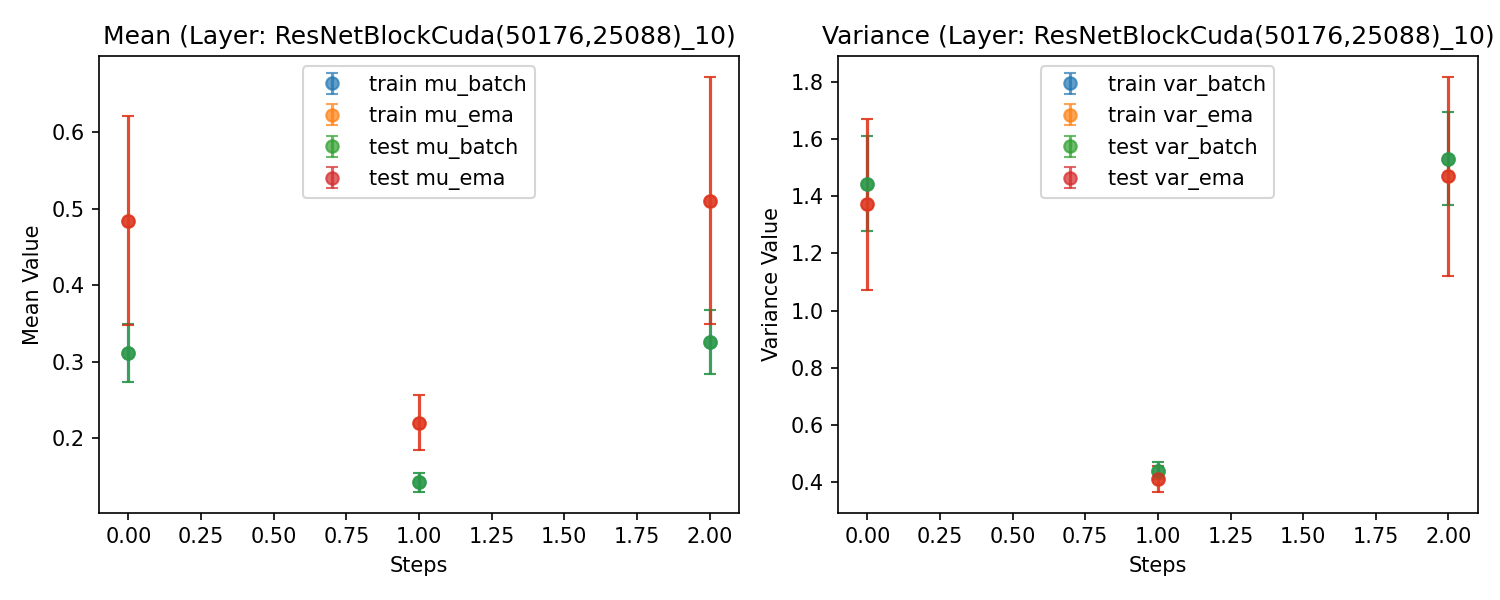 Mean (Layer: ResNetBlockCuda(50176,25088)_10)
train mu_batch
train mu_ema
test mu_batch
test mu_ema
Mean Value
0.6
0.5
0.4
0.3
0.2
0.00 0.25 0.50 0.75 1.00 1.25 1.50 1.75 2.00
Steps
Variance (Layer: ResNetBlockCuda(50176,25088)_10)
train var_batch
train var_ema
test var_batch
test var_ema
Variance Value
1.8
1.6
1.4
1.2
1.0
0.8
0.6
0.4
0.00 0.25 0.50 0.75 1.00 1.25 1.50 1.75 2.00
Steps